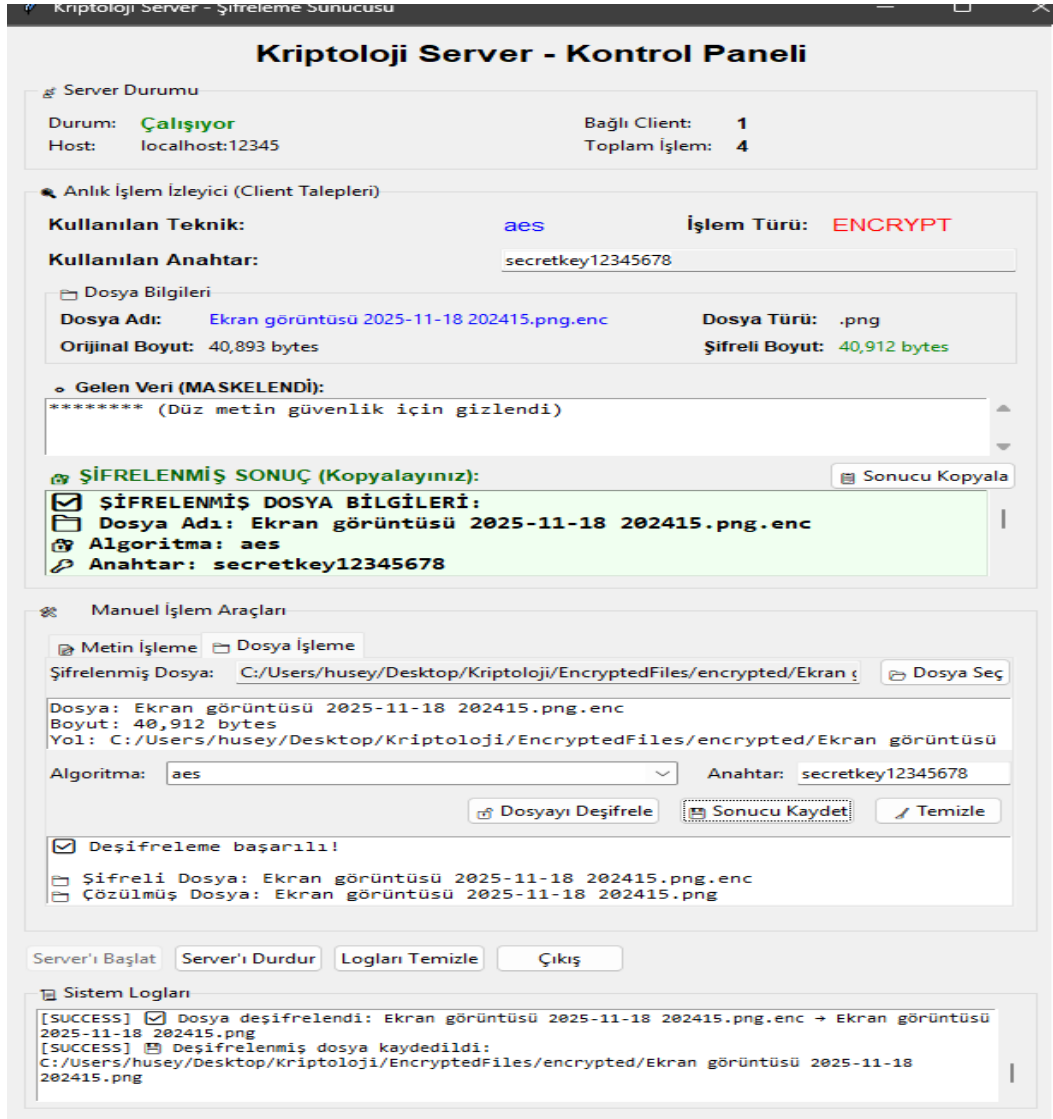 Kriptoloji Server - Şifreleme Sunucusu
Kriptoloji Server - Kontrol Paneli
Server Durumu
Durum: Çalışıyor Bağlı Client: 1
Host: localhost:12345 Toplam İşlem: 4
Anlık İşlem İzleyici (Client Talepleri)
Kullanılan Teknik: aes İşlem Türü: ENCRYPT
Kullanılan Anahtar: secretkey12345678
Dosya Bilgileri
Dosya Adı: Ekran görüntüsü 2025-11-18 202415.png.enc Dosya Türü: .png
Orijinal Boyut: 40,893 bytes Şifreli Boyut: 40,912 bytes
Gelen Veri (MASKELENDİ):
******** (Düz metin güvenlik için gizlendi)
ŞİFRELENMİŞ SONUÇ (Kopyalayınız): Sonucu Kopyala
ŞİFRELENMİŞ DOSYA BİLGİLERİ:
Dosya Adı: Ekran görüntüsü 2025-11-18 202415.png.enc
Algoritma: aes
Anahtar: secretkey12345678
Manuel İşlem Araçları
Metin İşleme Dosya İşleme
Şifrelenmiş Dosya: C:/Users/husey/Desktop/Kriptoloji/EncryptedFiles/encrypted/Ekran Dosya Seç
Dosya: Ekran görüntüsü 2025-11-18 202415.png.enc
Boyut: 40,912 bytes
Yol: C:/Users/husey/Desktop/Kriptoloji/EncryptedFiles/encrypted/Ekran görüntüsü
Algoritma: aes Anahtar: secretkey12345678
Dosyayı Deşifrele Sonucu Kaydet Temizle
Deşifreleme başarılı!
Şifreli Dosya: Ekran görüntüsü 2025-11-18 202415.png.enc
Çözülmüş Dosya: Ekran görüntüsü 2025-11-18 202415.png
Server'ı Başlat Server'ı Durdur Logları Temizle Çıkış
Sistem Logları
[SUCCESS] Dosya deşifrelendi: Ekran görüntüsü 2025-11-18 202415.png.enc → Ekran görüntüsü
2025-11-18 202415.png
[SUCCESS] Deşifrelenmiş dosya kaydedildi:
C:/Users/husey/Desktop/Kriptoloji/EncryptedFiles/encrypted/Ekran görüntüsü 2025-11-18
202415.png